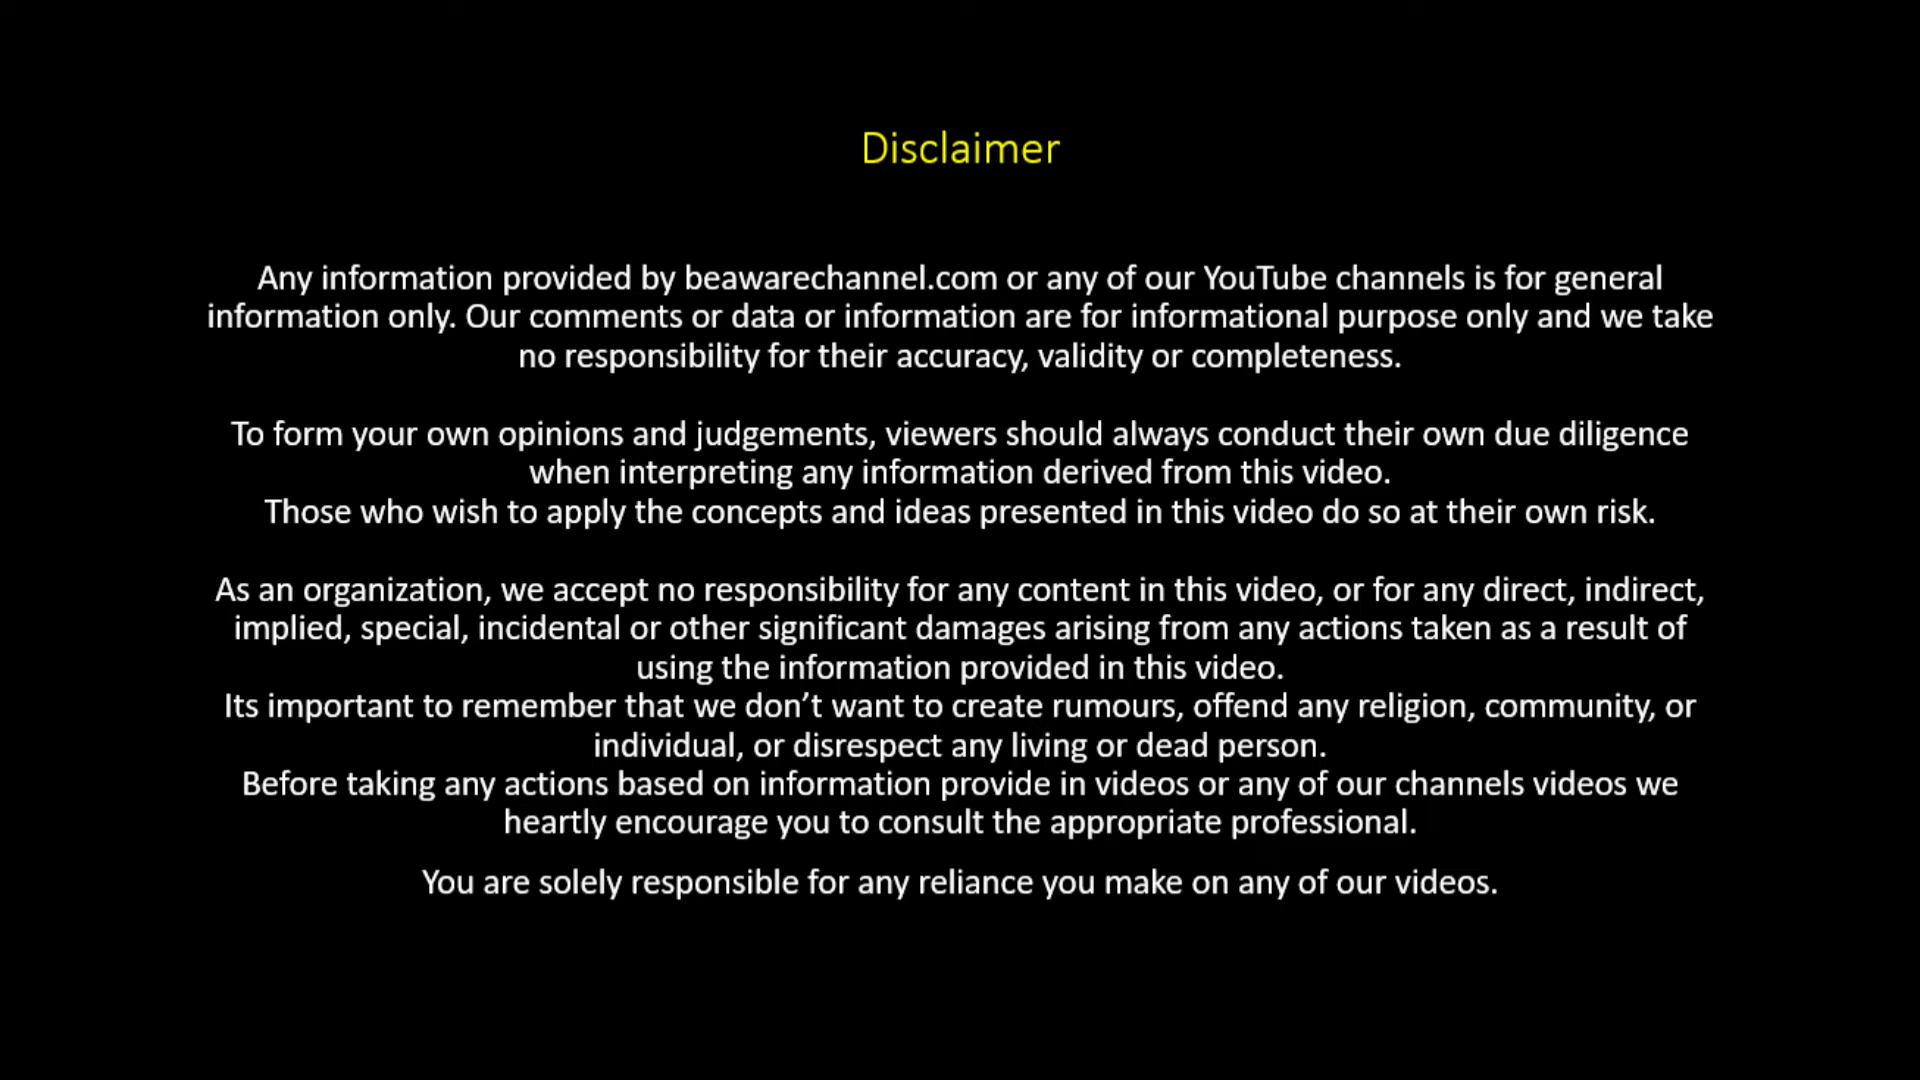 Disclaimer
Any information provided by beawarechannel.com or any of our YouTube channels is for general
information only. Our comments or data or information are for informational purpose only and we take
no responsibility for their accuracy, validity or completeness.
To form your own opinions and judgements, viewers should always conduct their own due diligence
when interpreting any information derived from this video.
Those who wish to apply the concepts and ideas presented in this video do so at their own risk.
As an organization, we accept no responsibility for any content in this video, or for any direct, indirect,
implied, special, incidental or other significant damages arising from any actions taken as a result of
using the information provided in this video.
Its important to remember that we don’t want to create rumours, offend any religion, community, or
individual, or disrespect any living or dead person.
Before taking any actions based on information provide in videos or any of our channels videos we
heartly encourage you to consult the appropriate professional.
You are solely responsible for any reliance you make on any of our videos.